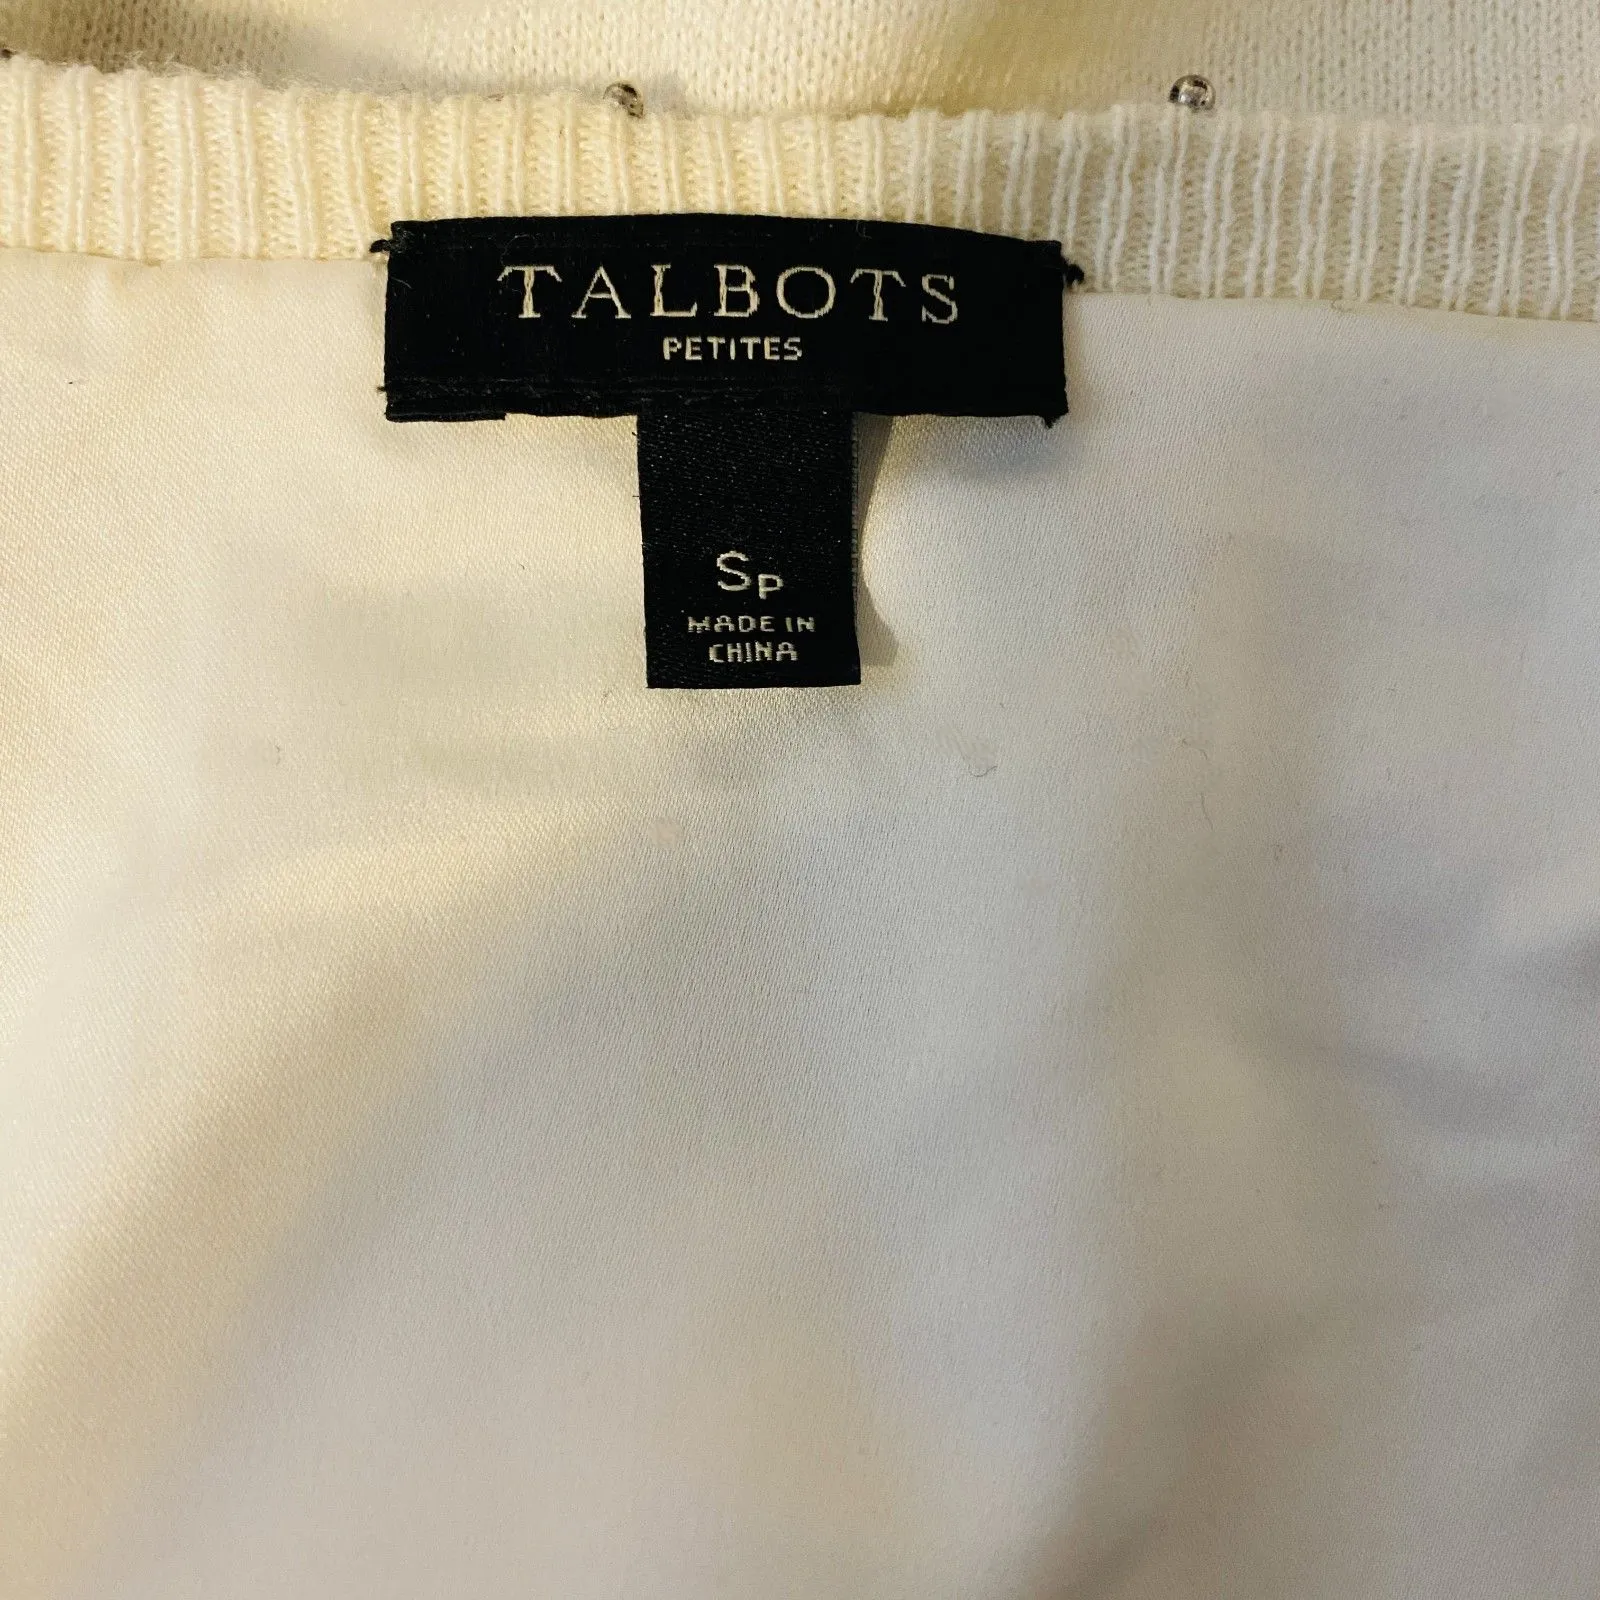 TALBOTS
PETITES
SP
MADE IN
CHINA